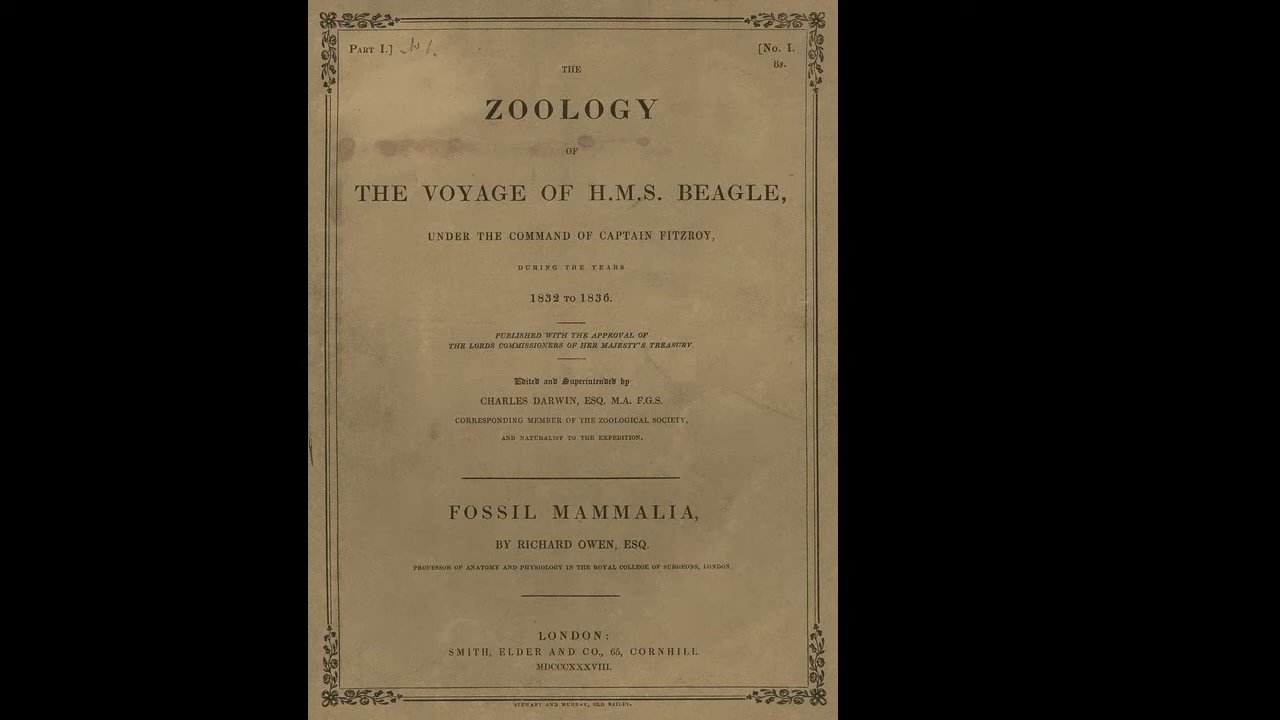 PART I.] No 1.
[No. I.
8s.
THE
ZOOLOGY
OF
THE VOYAGE OF H.M.S. BEAGLE,
UNDER THE COMMAND OF CAPTAIN FITZROY,
DURING THE YEARS
1832 TO 1836.
PUBLISHED WITH THE APPROVAL OF
THE LORDS COMMISSIONERS OF HER MAJESTY'S TREASURY.
Edited and Superintended by
CHARLES DARWIN, ESQ. M.A. F.G.S.
CORRESPONDING MEMBER OF THE ZOOLOGICAL SOCIETY,
AND NATURALIST TO THE EXPEDITION.
FOSSIL MAMMALIA,
BY RICHARD OWEN, ESQ.
PROFESSOR OF ANATOMY AND PHYSIOLOGY IN THE ROYAL COLLEGE OF SURGEONS, LONDON.
LONDON:
SMITH, ELDER AND CO., 65, CORNHILL.
MDCCCXXXVIII.
STEWART AND MURRAY, OLD BAILEY.